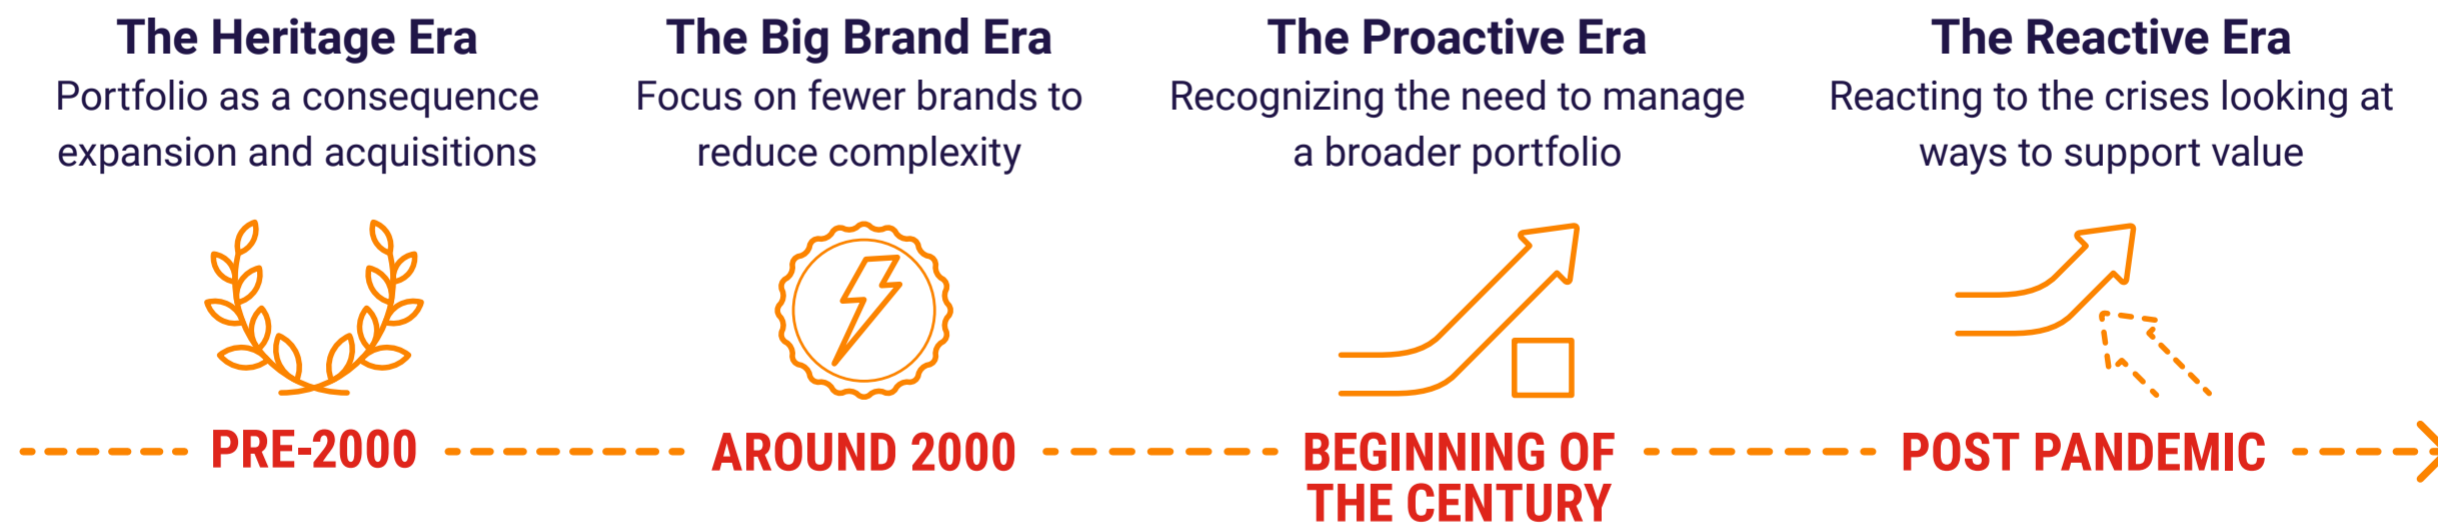 The Heritage Era
Portfolio as a consequence
expansion and acquisitions
PRE-2000
The Big Brand Era
Focus on fewer brands to
reduce complexity
AROUND 2000
The Proactive Era
Recognizing the need to manage
a broader portfolio
BEGINNING OF
THE CENTURY
The Reactive Era
Reacting to the crises looking at
ways to support value
POST PANDEMIC